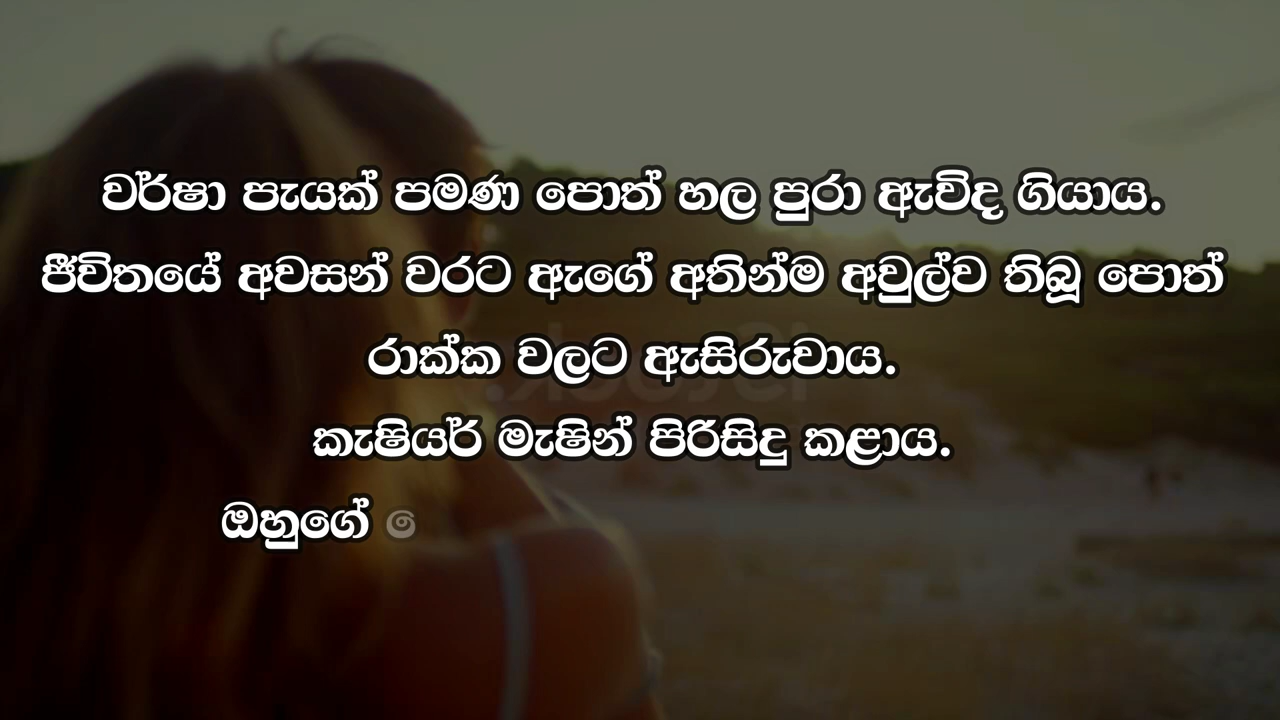 වර්ෂා පැයක් පමණ පොත් හල පුරා ඇවිද ගියාය.
ජීවිතයේ අවසන් වරට ඇගේ අතින්ම අවුල්ව තිබූ පොත්
රාක්ක වලට ඇසිරුවාය.
කැෂියර් මැෂින් පිරිසිදු කළාය.
ඔහුගේ